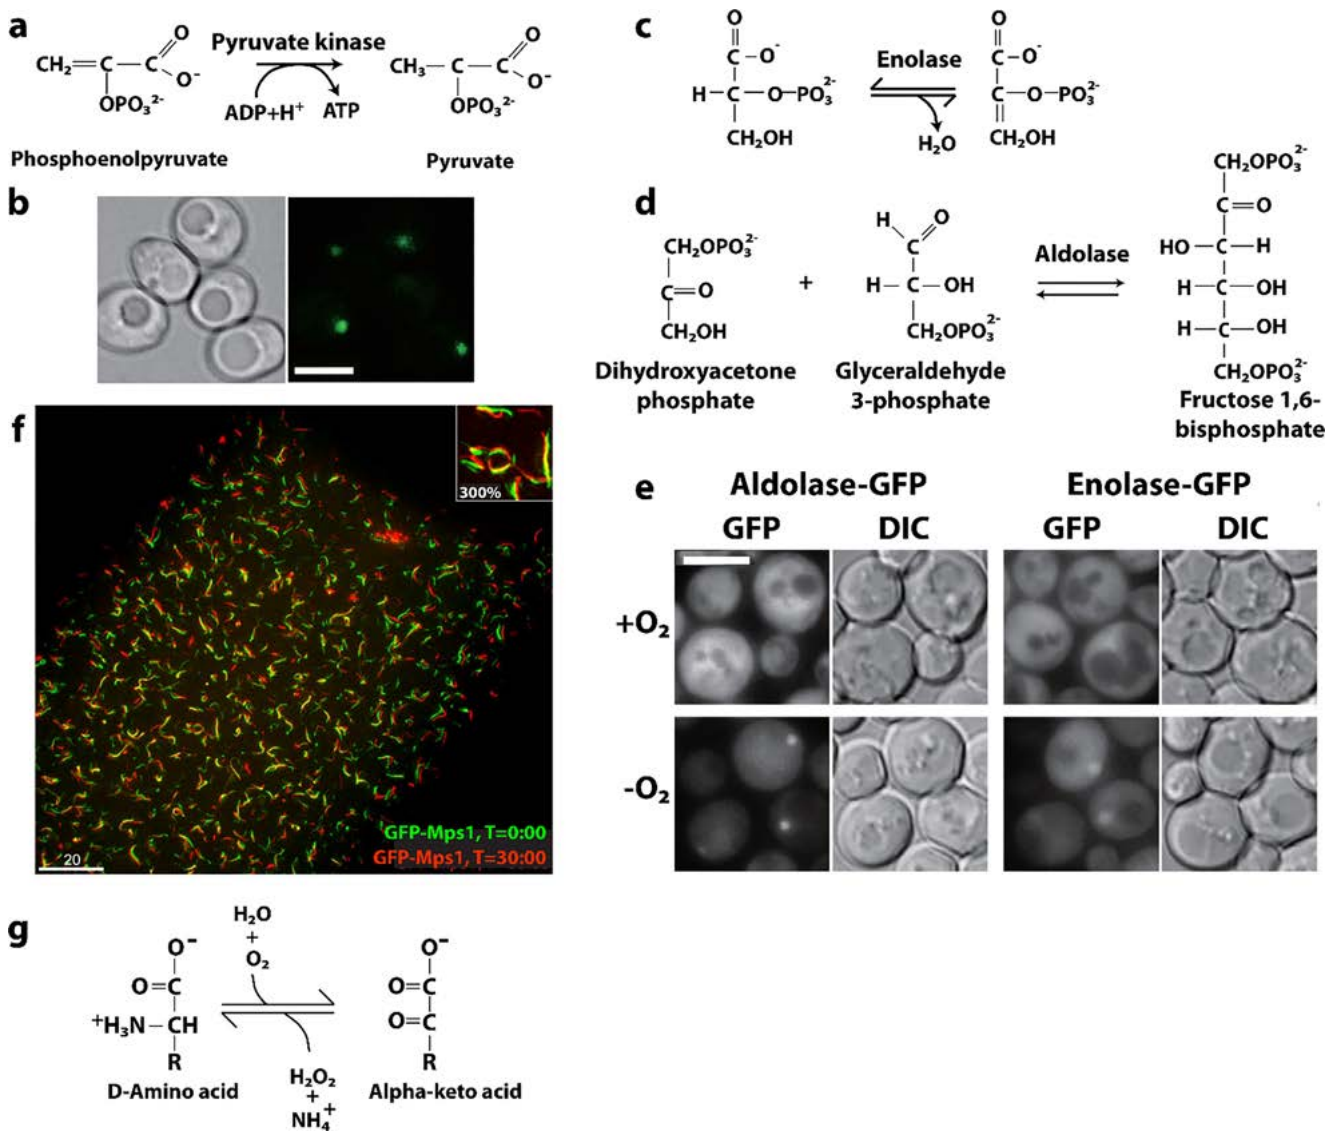 a
Pyruvate kinase
CH₂=C—C
O
O⁻
OPO₃²⁻
ADP+H⁺
ATP
CH₃—C—C
O
O⁻
OPO₃²⁻
Phosphoenolpyruvate
Pyruvate
b
c
O
C—O⁻
H—C—O—PO₃²⁻
CH₂OH
Enolase
H₂O
O
C—O⁻
C—O—PO₃²⁻
CH₂OH
d
CH₂OPO₃²⁻
C=O
CH₂OH
Dihydroxyacetone
phosphate
+
H
O
C
H—C—OH
CH₂OPO₃²⁻
Glyceraldehyde
3-phosphate
Aldolase
CH₂OPO₃²⁻
C=O
HO—C—H
H—C—OH
H—C—OH
CH₂OPO₃²⁻
Fructose 1,6-
bisphosphate
e
Aldolase-GFP
Enolase-GFP
GFP
DIC
GFP
DIC
+O₂
-O₂
f
300%
GFP-Mps1, T=0:00
GFP-Mps1, T=30:00
20
g
O⁻
O=C
⁺H₃N—CH
R
D-Amino acid
H₂O
+
O₂
H₂O₂
+
NH₄⁺
O⁻
O=C
O=C
R
Alpha-keto acid